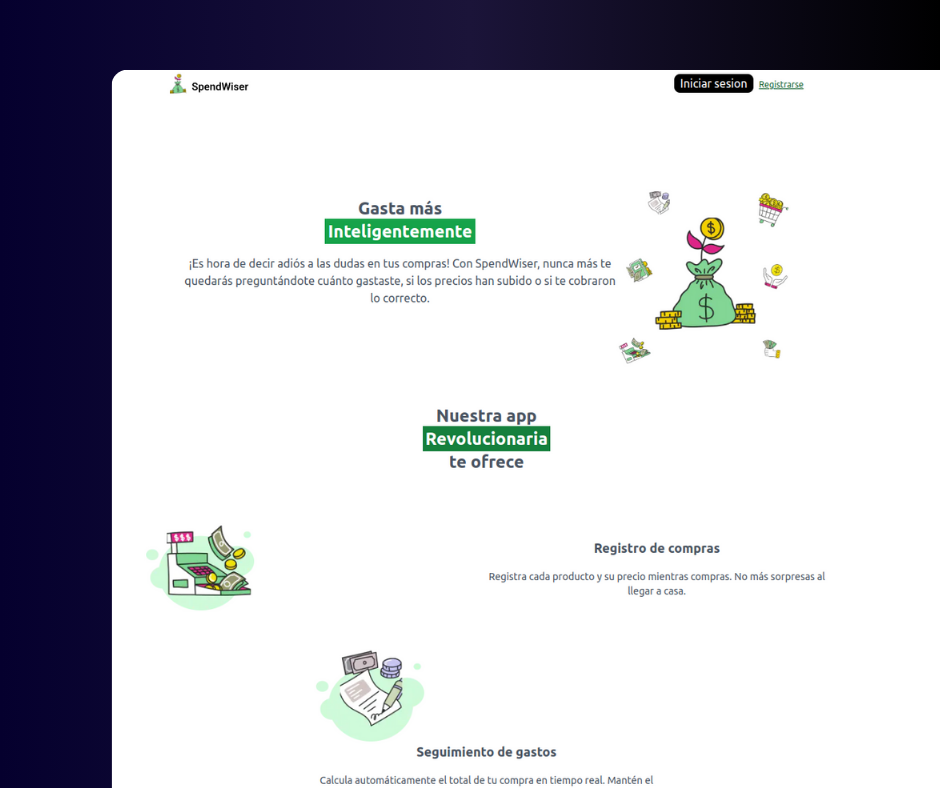 SpendWiser
Iniciar sesion
Registrarse
Gasta más
Inteligentemente
¡Es hora de decir adiós a las dudas en tus compras! Con SpendWiser, nunca más te
quedarás preguntándote cuánto gastaste, si los precios han subido o si te cobraron
lo correcto.
$
$
Nuestra app
Revolucionaria
te ofrece
$$$
Registro de compras
Registra cada producto y su precio mientras compras. No más sorpresas al
llegar a casa.
Seguimiento de gastos
Calcula automáticamente el total de tu compra en tiempo real. Mantén el